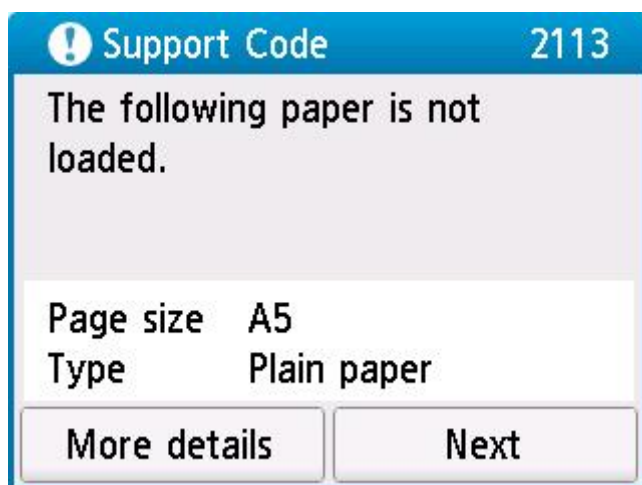 Support Code 2113
The following paper is not
loaded.
Page size A5
Type Plain paper
More details Next